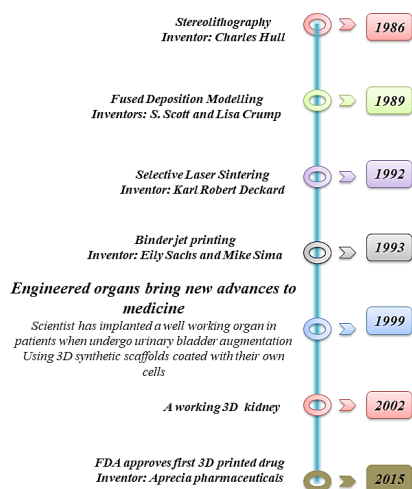 Stereolithography
Inventor: Charles Hull
1986
Fused Deposition Modelling
Inventors: S. Scott and Lisa Crump
1989
Selective Laser Sintering
Inventor: Karl Robert Deckard
1992
Binder jet printing
Inventor: Eily Sachs and Mike Sima
1993
Engineered organs bring new advances to
medicine
Scientist has implanted a well working organ in
patients when undergo urinary bladder augmentation
Using 3D synthetic scaffolds coated with their own
cells
1999
A working 3D kidney
2002
FDA approves first 3D printed drug
Inventor: Aprecia pharmaceuticals
2015